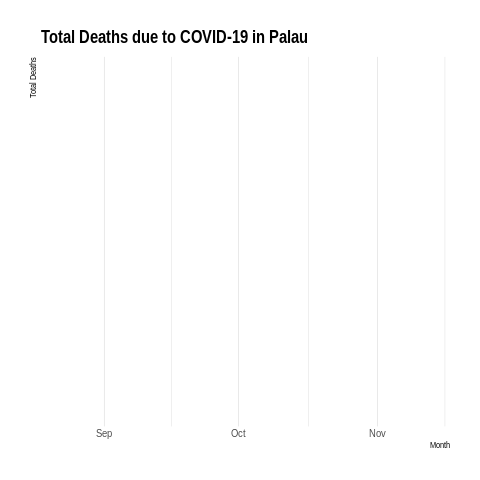 Total Deaths due to COVID-19 in Palau
Total Deaths
Sep
Oct
Nov
Month